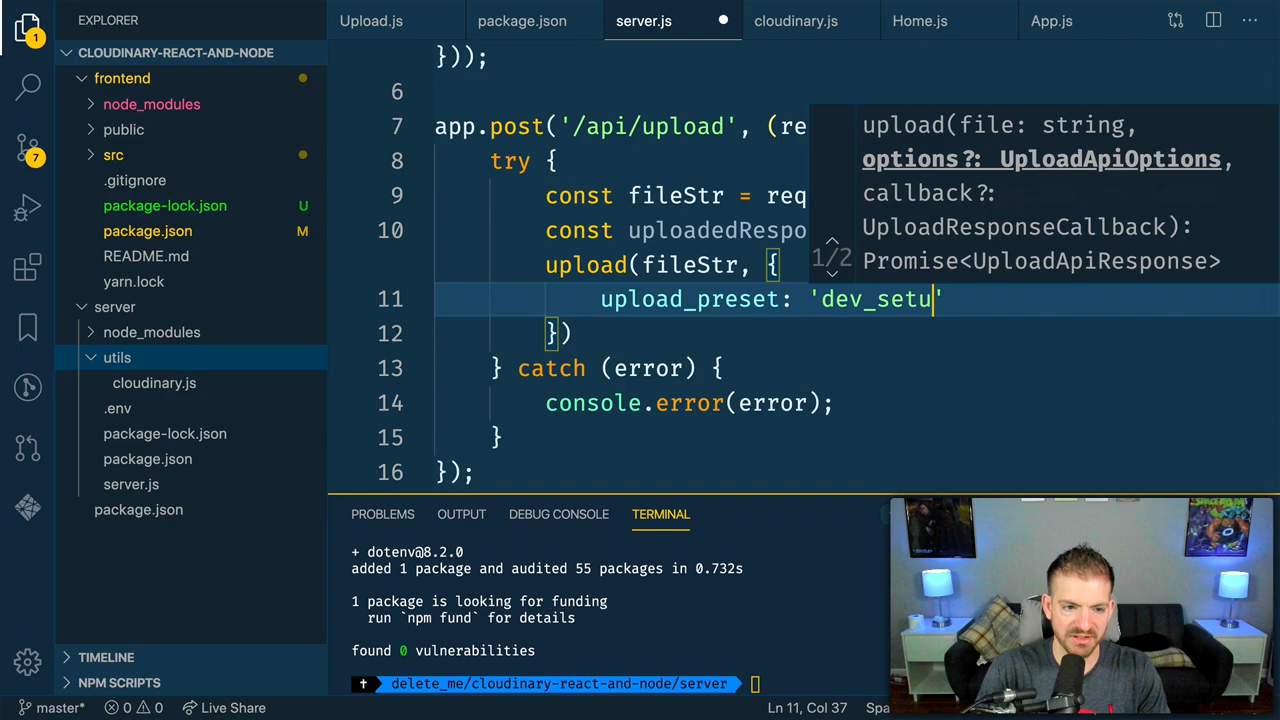 EXPLORER
Upload.js
package.json
server.js
cloudinary.js
Home.js
App.js
1
7
CLOUDINARY-REACT-AND-NODE
frontend
node_modules
public
src
.gitignore
package-lock.json U
package.json M
README.md
yarn.lock
server
node_modules
utils
cloudinary.js
.env
package-lock.json
package.json
server.js
package.json
TIMELINE
NPM SCRIPTS
}));
6
7 app.post('/api/upload', (re
8 try {
9 const fileStr = req
10 const uploadedRespo
upload(fileStr, {
11 upload_preset: 'dev_setu'
12 })
13 } catch (error) {
14 console.error(error);
15 }
16 });
upload(file: string,
options?: UploadApiOptions,
callback?:
UploadResponseCallback):
1/2 Promise<UploadApiResponse>
PROBLEMS OUTPUT DEBUG CONSOLE TERMINAL
+ dotenv@8.2.0
added 1 package and audited 55 packages in 0.732s
1 package is looking for funding
run `npm fund` for details
found 0 vulnerabilities
delete_me/cloudinary-react-and-node/server
master* 0 0 Live Share
Ln 11, Col 37 Spa